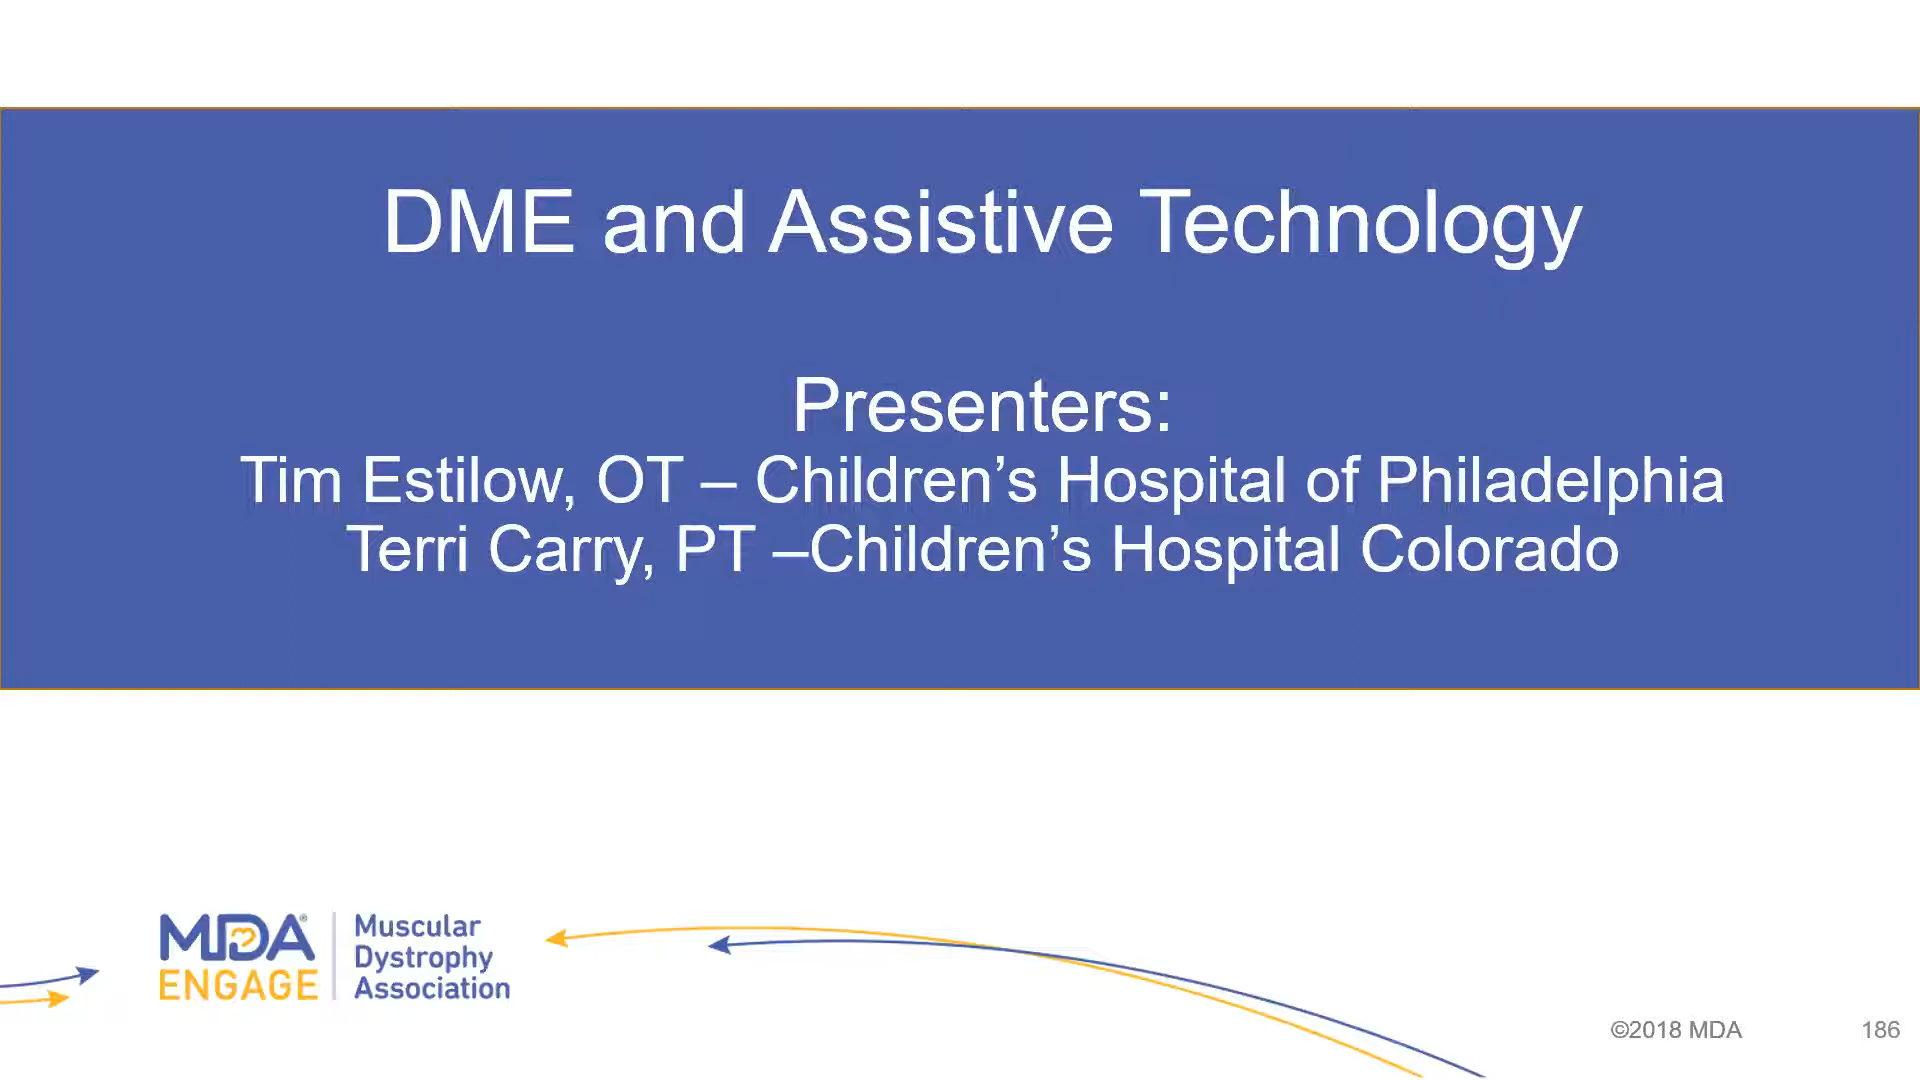 DME and Assistive Technology
Presenters:
Tim Estilow, OT – Children’s Hospital of Philadelphia
Terri Carry, PT –Children’s Hospital Colorado
MDA®
ENGAGE
Muscular
Dystrophy
Association
©2018 MDA
186